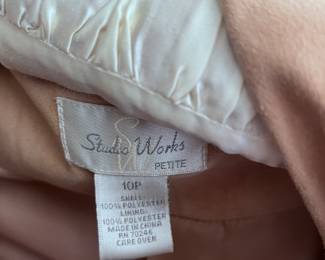 Studio Works
PETITE
10P
SHELL:
100% POLYESTER
LINING:
100% POLYESTER
MADE IN CHINA
RN 70246
CARE OVER